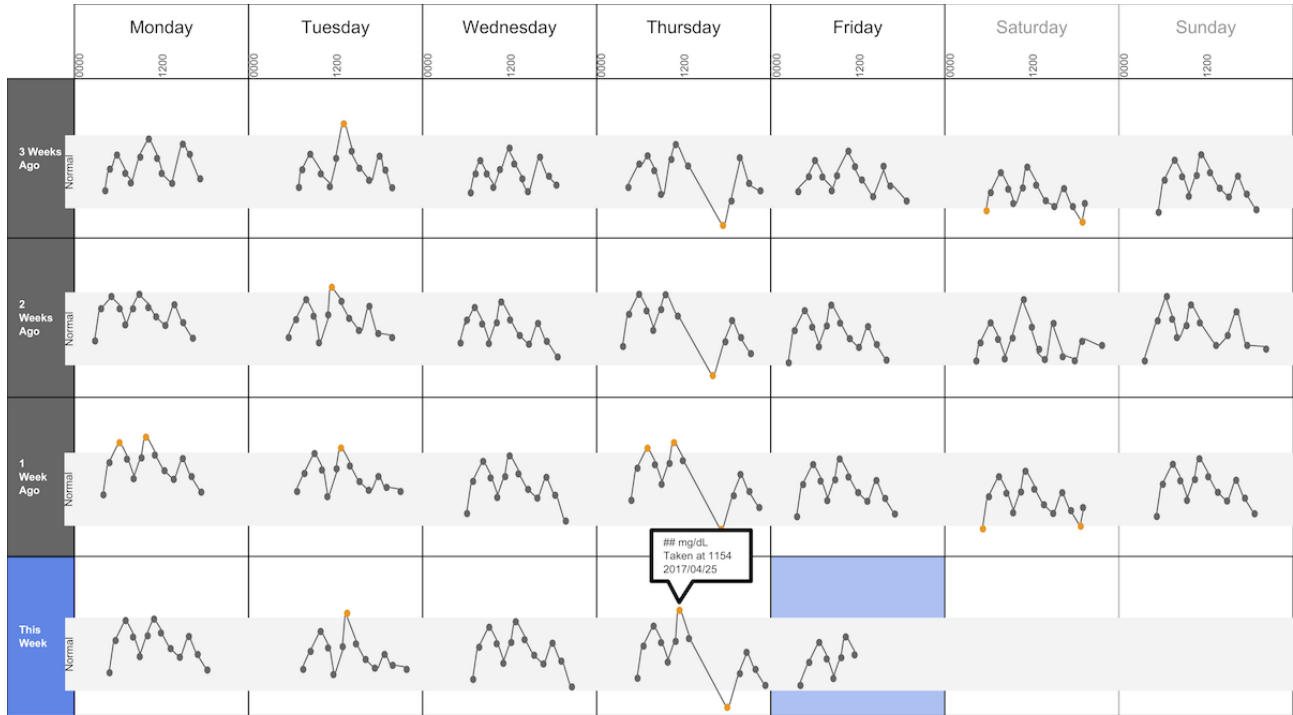 Monday
Tuesday
Wednesday
Thursday
Friday
Saturday
Sunday
0000
1200
0000
1200
0000
1200
0000
1200
0000
1200
0000
1200
0000
1200
3 Weeks
Ago
Normal
2
Weeks
Ago
Normal
1
Week
Ago
Normal
## mg/dL
Taken at 1154
2017/04/25
This
Week
Normal